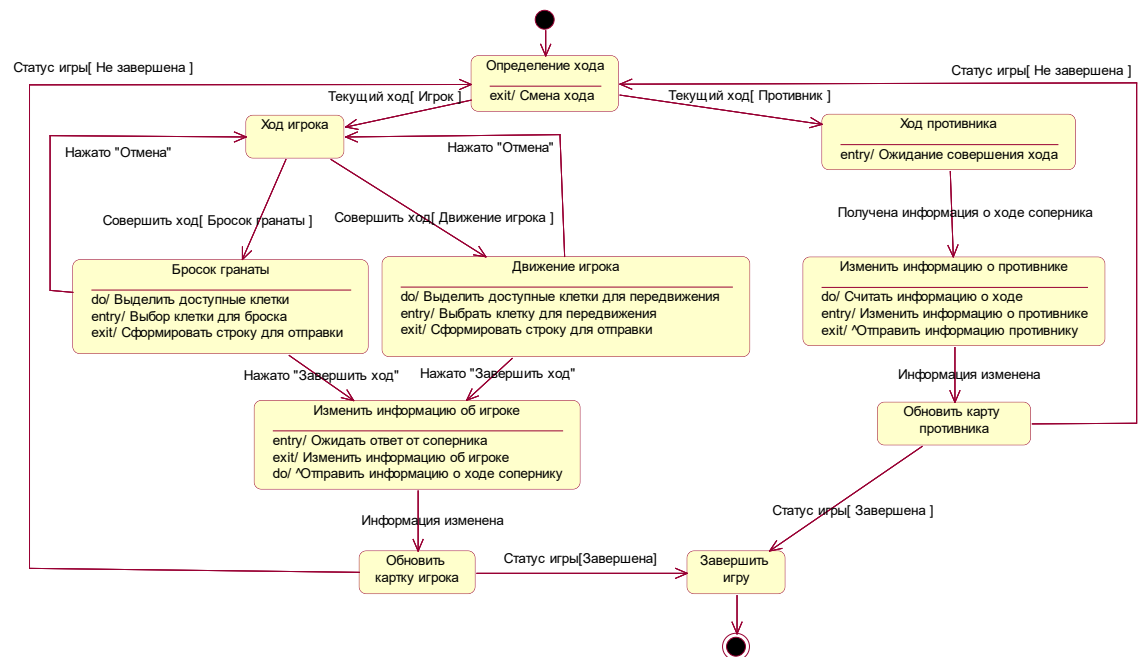 Статус игры[ Не завершена ]
Определение хода
exit/ Смена хода
Статус игры[ Не завершена ]
Текущий ход[ Игрок ]
Текущий ход[ Противник ]
Ход игрока
Ход противника
entry/ Ожидание совершения хода
Нажато "Отмена"
Нажато "Отмена"
Совершить ход[ Бросок гранаты ]
Совершить ход[ Движение игрока ]
Получена информация о ходе соперника
Бросок гранаты
do/ Выделить доступные клетки
entry/ Выбор клетки для броска
exit/ Сформировать строку для отправки
Движение игрока
do/ Выделить доступные клетки для передвижения
entry/ Выбрать клетку для передвижения
exit/ Сформировать строку для отправки
Изменить информацию о противнике
do/ Считать информацию о ходе
entry/ Изменить информацию о противнике
exit/ ^Отправить информацию противнику
Нажато "Завершить ход"
Нажато "Завершить ход"
Информация изменена
Изменить информацию об игроке
entry/ Ожидать ответ от соперника
exit/ Изменить информацию об игроке
do/ ^Отправить информацию о ходе сопернику
Обновить карту
противника
Информация изменена
Статус игры[ Завершена ]
Обновить
картку игрока
Статус игры[Завершена]
Завершить
игру